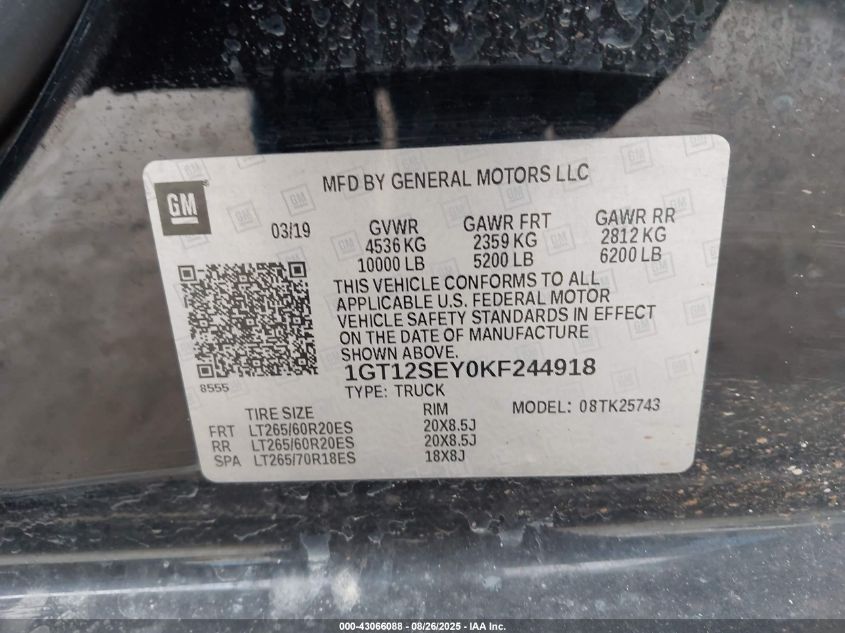 GM
MFD BY GENERAL MOTORS LLC
03/19
GVWR GAWR FRT GAWR RR
4536 KG 2359 KG 2812 KG
10000 LB 5200 LB 6200 LB
THIS VEHICLE CONFORMS TO ALL
APPLICABLE U.S. FEDERAL MOTOR
VEHICLE SAFETY STANDARDS IN EFFECT
ON THE DATE OF MANUFACTURE
SHOWN ABOVE.
8555
1GT12SEY0KF244918
TYPE: TRUCK
TIRE SIZE RIM MODEL: 08TK25743
FRT LT265/60R20ES 20X8.5J
RR LT265/60R20ES 20X8.5J
SPA LT265/70R18ES 18X8J
000-43066088 - 08/26/2025 - IAA Inc.